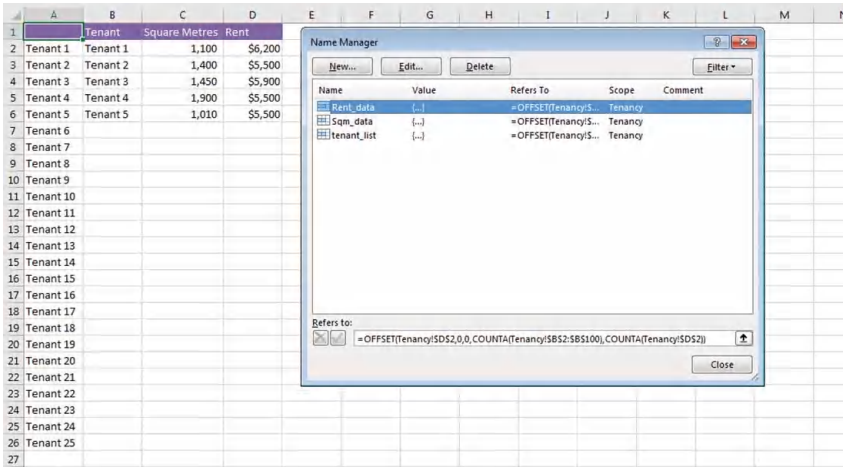 A B C D E F G H I J K L M
1 Tenant Square Metres Rent
2 Tenant 1 Tenant 1 1,100 $6,200
3 Tenant 2 Tenant 2 1,400 $5,500
4 Tenant 3 Tenant 3 1,450 $5,900
5 Tenant 4 Tenant 4 1,900 $5,500
6 Tenant 5 Tenant 5 1,010 $5,500
7 Tenant 6
8 Tenant 7
9 Tenant 8
10 Tenant 9
11 Tenant 10
12 Tenant 11
13 Tenant 12
14 Tenant 13
15 Tenant 14
16 Tenant 15
17 Tenant 16
18 Tenant 17
19 Tenant 18
20 Tenant 19
21 Tenant 20
22 Tenant 21
23 Tenant 22
24 Tenant 23
25 Tenant 24
26 Tenant 25
27
Name Manager
New... Edit... Delete Filter
Name Value Refers To Scope Comment
Rent_data {...} =OFFSET(Tenancy!$... Tenancy
Sqm_data {...} =OFFSET(Tenancy!$... Tenancy
tenant_list {...} =OFFSET(Tenancy!$... Tenancy
Refers to:
=OFFSET(Tenancy!$D$2,0,0,COUNTA(Tenancy!$B$2:$B$100),COUNTA(Tenancy!$D$2))
Close